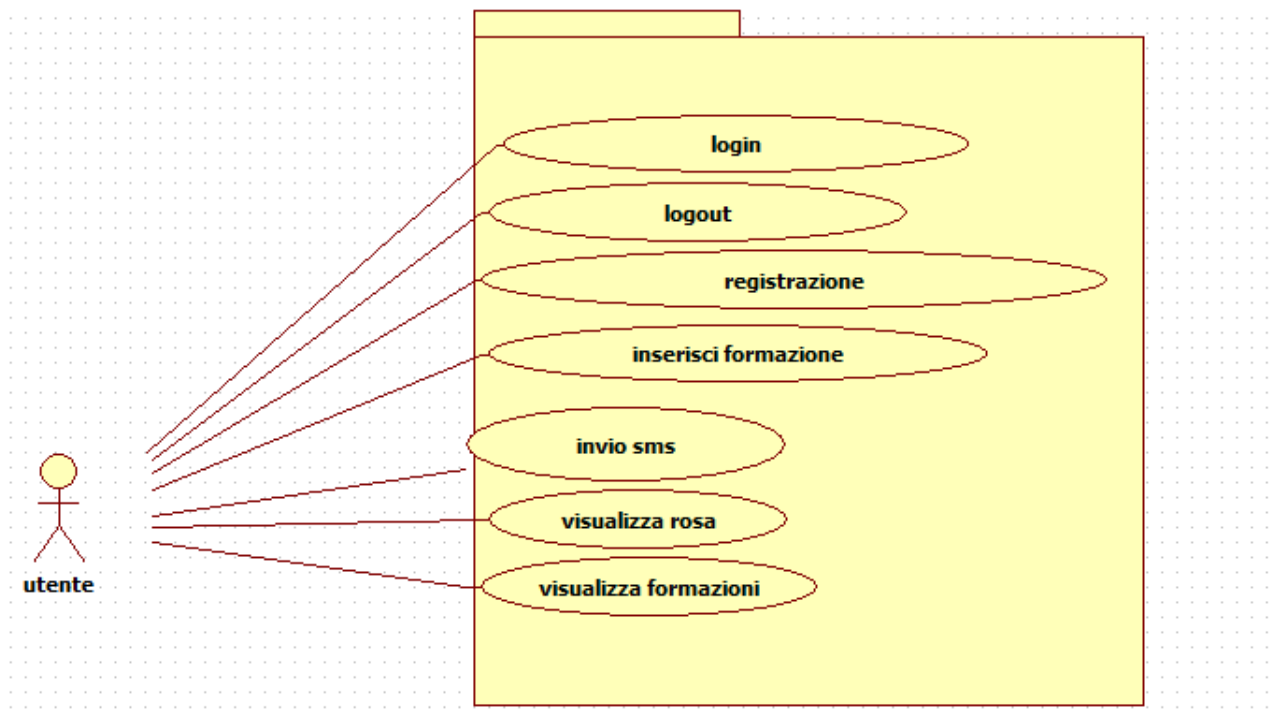 login
logout
registrazione
inserisci formazione
invio sms
visualizza rosa
visualizza formazioni
utente